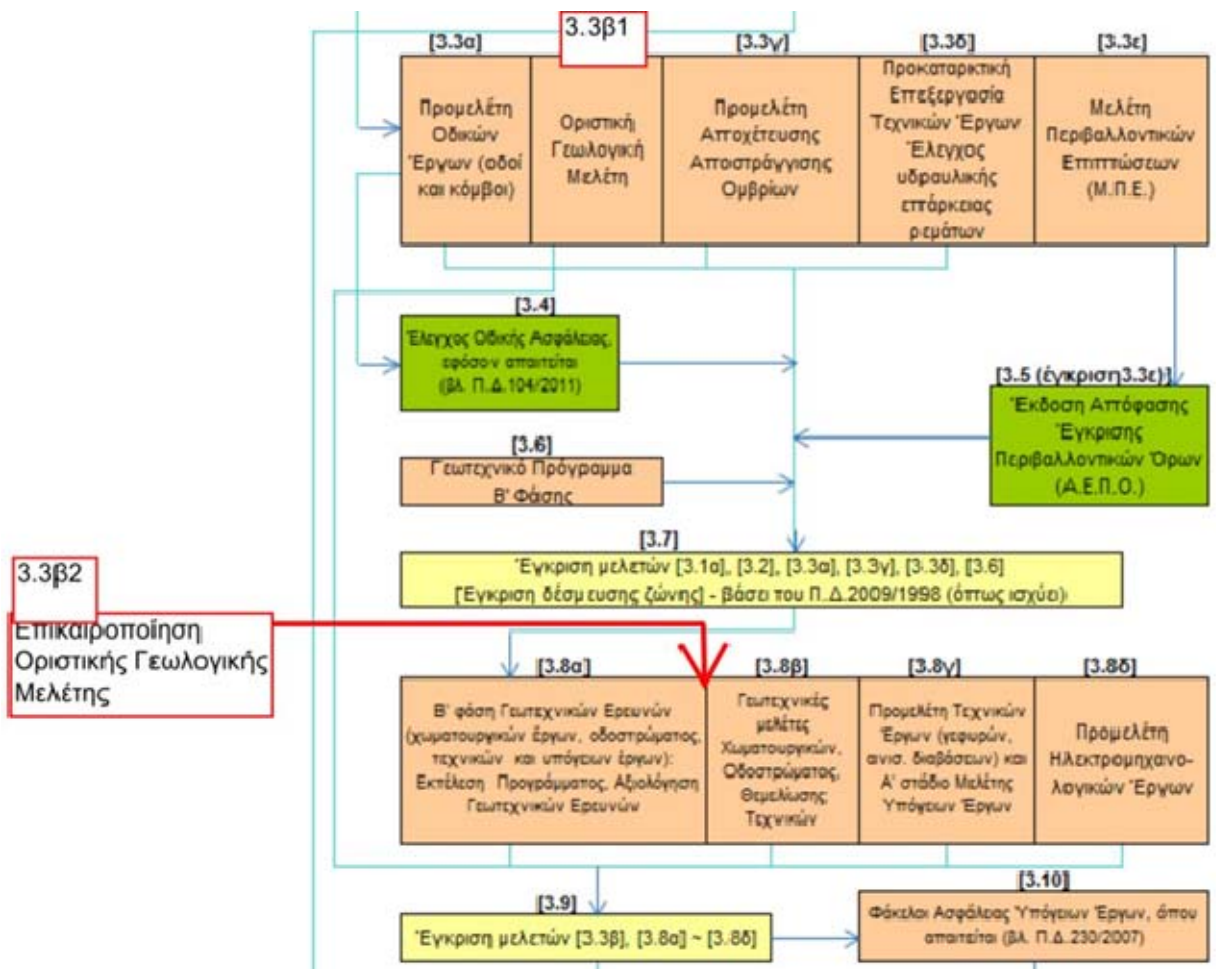 3.3β1
[3.3α]
[3.3γ]
[3.3δ]
[3.3ε]
Προμελέτη
Οδικών
Έργων (οδοί
και κόμβοι)
Οριστική
Γεωλογική
Μελέτη
Προμελέτη
Αποχέτευσης
Αποστράγγισης
Ομβρίων
Προκαταρκτική
Επεξεργασία
Τεχνικών Έργων
Έλεγχος
υδραυλικής
επάρκειας
ρεμάτων
Μελέτη
Περιβαλλοντικών
Επιπτώσεων
(Μ.Π.Ε.)
[3.4]
Έλεγχος Οδικής Ασφάλειας,
εφόσον απαιτείται
(βλ. Π.Δ.104/2011)
[3.5 (έγκριση3.3ε)]
Έκδοση Απόφασης
Έγκρισης
Περιβαλλοντικών Όρων
(Α.Ε.Π.Ο.)
[3.6]
Γεωτεχνικό Πρόγραμμα
Β' Φάσης
[3.7]
Έγκριση μελετών [3.1α], [3.2], [3.3α], [3.3γ], [3.3δ], [3.6]
[Έγκριση δέσμευσης ζώνης] - βάσει του Π.Δ.2009/1998 (όπως ισχύει)
3.3β2
Επικαιροποίηση
Οριστικής Γεωλογικής
Μελέτης
[3.8α]
[3.8β]
[3.8γ]
[3.8δ]
Β' φάση Γεωτεχνικών Ερευνών
(χωματουργικών έργων, οδοστρώματος,
τεχνικών και υπόγειων έργων):
Εκτέλεση Προγράμματος, Αξιολόγηση
Γεωτεχνικών Ερευνών
Γεωτεχνικές
μελέτες
Χωματουργικών,
Οδοστρώματος,
Θεμελίωσης
Τεχνικών
Προμελέτη Τεχνικών
Έργων (γεφυρών,
ανισ. διαβάσεων) και
Α' στάδιο Μελέτης
Υπόγειων Έργων
Προμελέτη
Ηλεκτρομηχανο-
λογικών Έργων
[3.9]
Έγκριση μελετών [3.3β], [3.8α] ~ [3.8δ]
[3.10]
Φάκελοι Ασφάλειας Υπόγειων Έργων, όπου
απαιτείται (βλ. Π.Δ.230/2007)